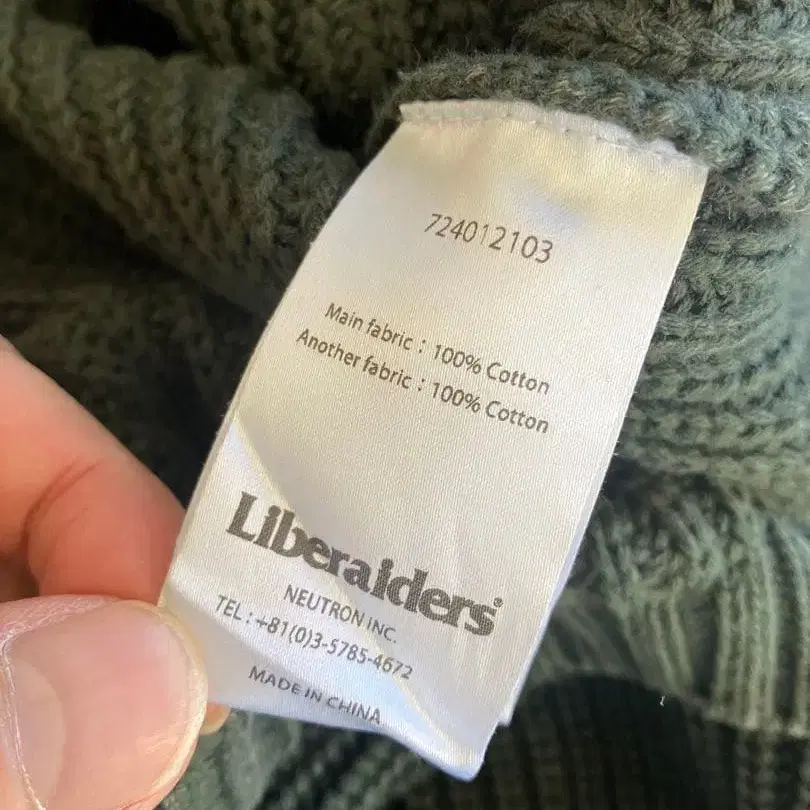 724012103
Main fabric : 100% Cotton
Another fabric : 100% Cotton
Liberaiders®
NEUTRON INC.
TEL : +81(0)3-5785-4672
MADE IN CHINA